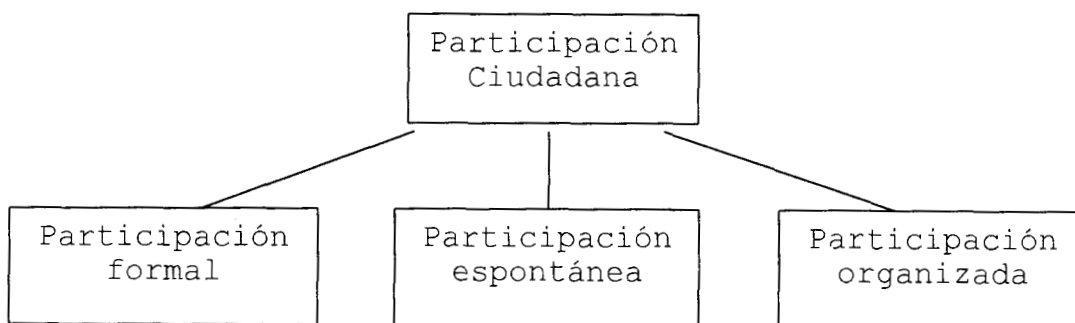 Participación
Ciudadana
Participación
formal
Participación
espontánea
Participación
organizada